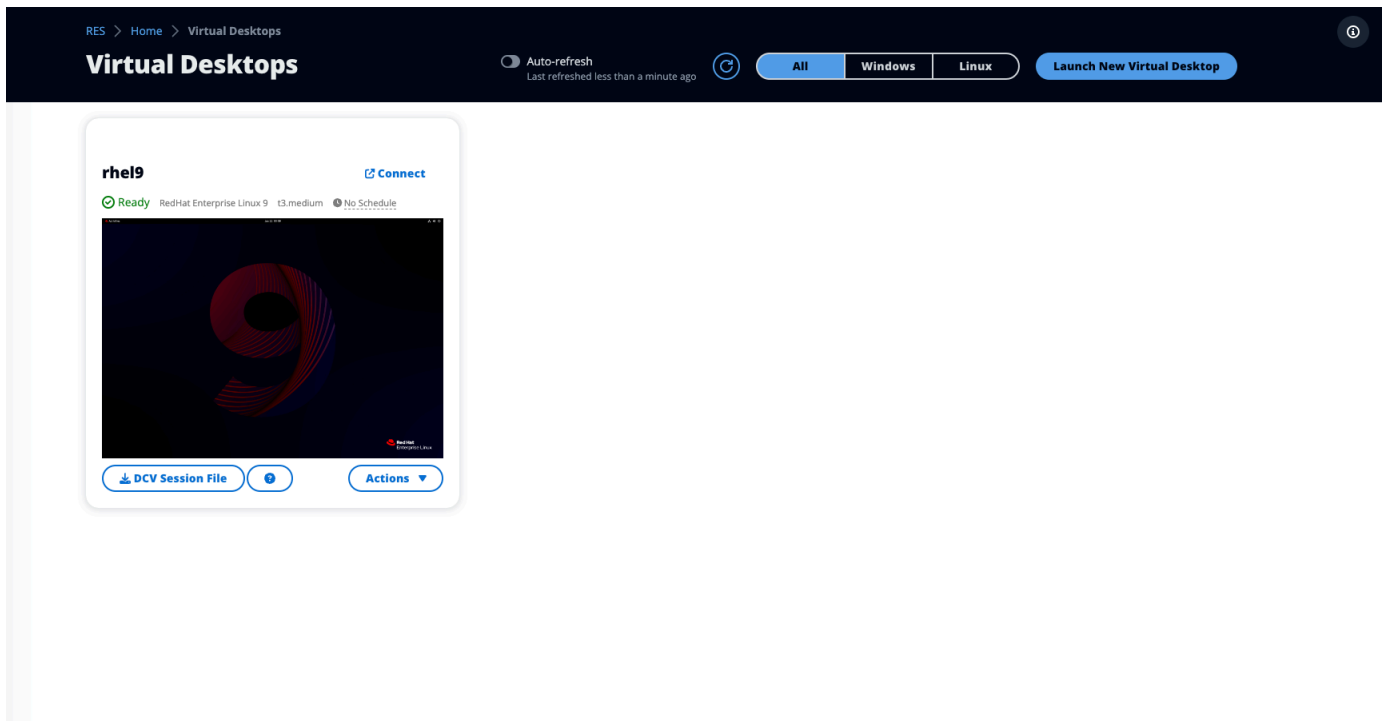 RES > Home > Virtual Desktops
Virtual Desktops
Auto-refresh
Last refreshed less than a minute ago
All
Windows
Linux
Launch New Virtual Desktop
rhel9
Connect
Ready
RedHat Enterprise Linux 9
t3.medium
No Schedule
Red Hat
Enterprise Linux
DCV Session File
Actions